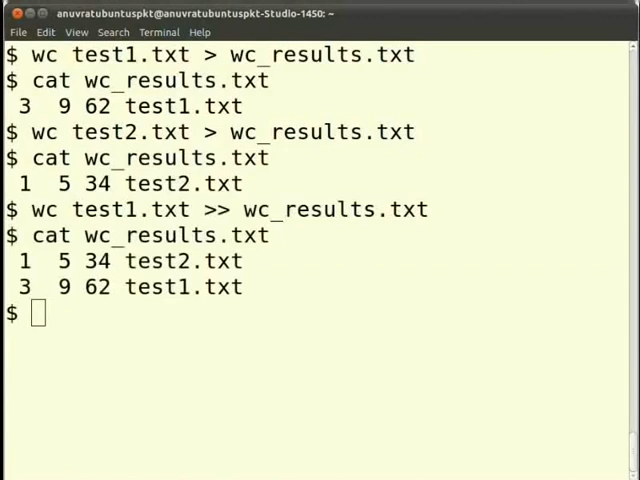 anuvratubuntuspkt@anuvratubuntuspkt-Studio-1450: ~
File Edit View Search Terminal Help
$ wc test1.txt > wc_results.txt
$ cat wc_results.txt
 3  9 62 test1.txt
$ wc test2.txt > wc_results.txt
$ cat wc_results.txt
 1  5 34 test2.txt
$ wc test1.txt >> wc_results.txt
$ cat wc_results.txt
 1  5 34 test2.txt
 3  9 62 test1.txt
$